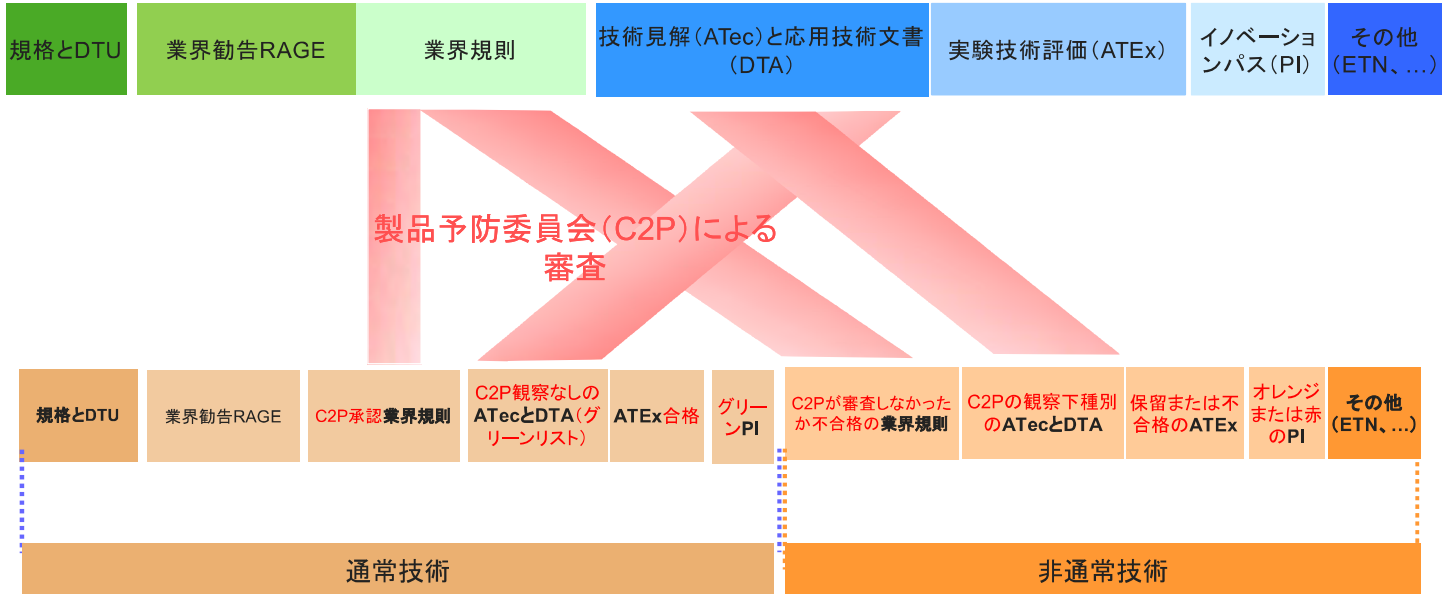 規格とDTU
業界勧告RAGE
業界規則
技術見解(ATec)と応用技術文書
(DTA)
実験技術評価(ATEx)
イノベーショ
ンパス(PI)
その他
(ETN、...)
製品予防委員会(C2P)による
審査
規格とDTU
業界勧告RAGE
C2P承認業界規則
C2P観察なしの
ATecとDTA(グ
リーンリスト)
ATEx合格
グリー
ンPI
C2Pが審査しなかった
か不合格の業界規則
C2Pの観察下種別
のATecとDTA
保留または不
合格のATEx
オレンジ
または赤
のPI
その他
(ETN、...)
通常技術
非通常技術